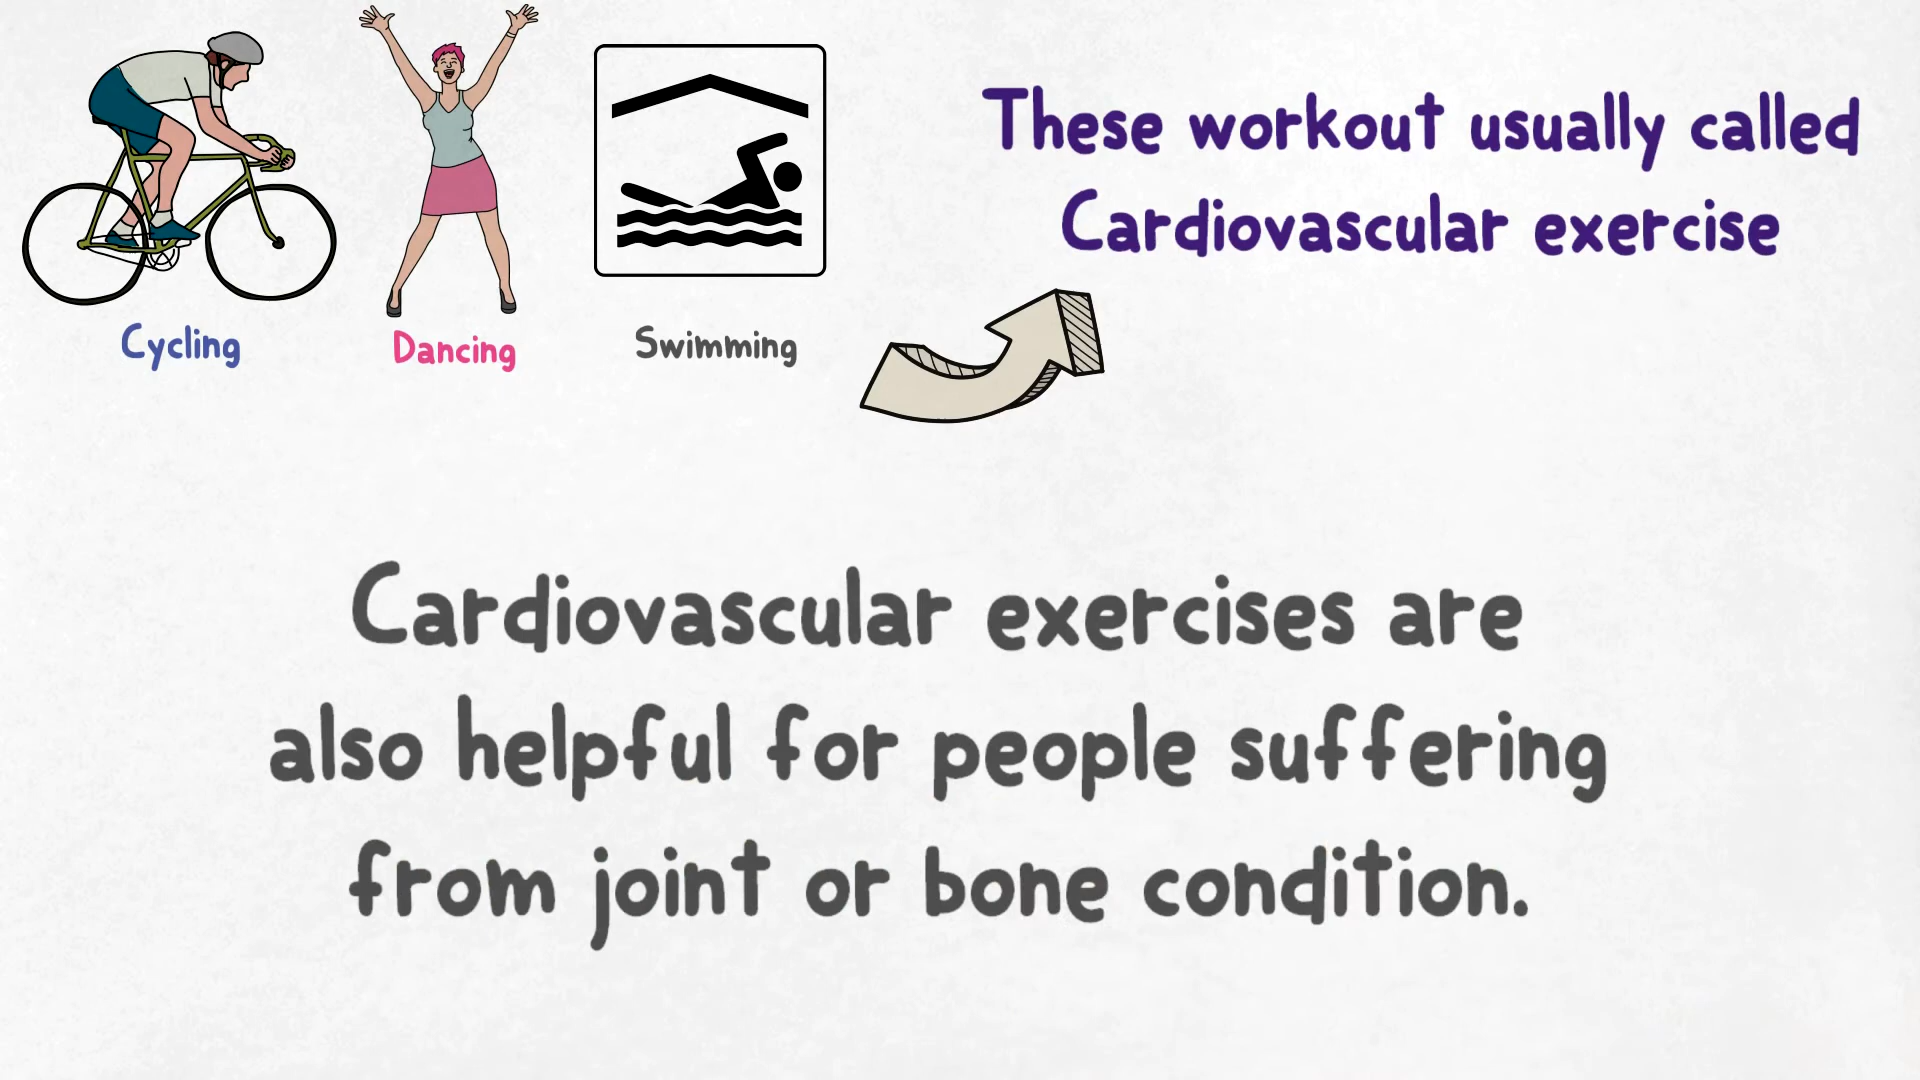 Cycling
Dancing
Swimming
These workout usually called
Cardiovascular exercise
Cardiovascular exercises are
also helpful for people suffering
from joint or bone condition.